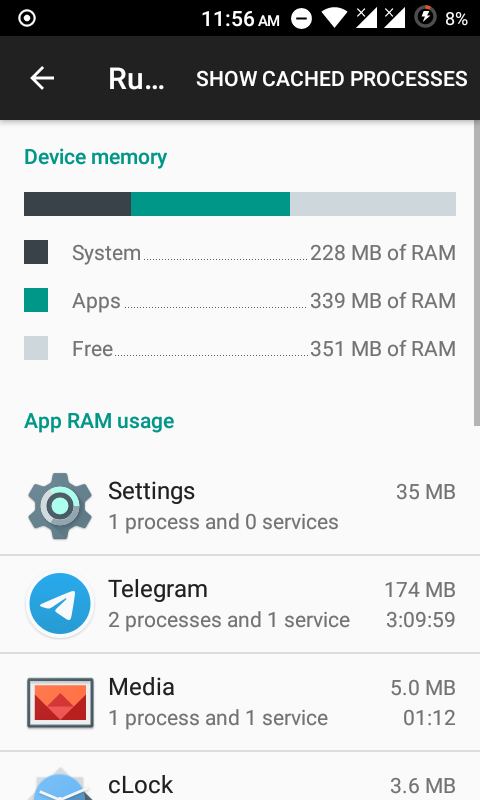 11:56 AM 8%
Ru... SHOW CACHED PROCESSES
Device memory
System 228 MB of RAM
Apps 339 MB of RAM
Free 351 MB of RAM
App RAM usage
Settings 35 MB
1 process and 0 services
Telegram 174 MB
2 processes and 1 service 3:09:59
Media 5.0 MB
1 process and 1 service 01:12
cLock 3.6 MB